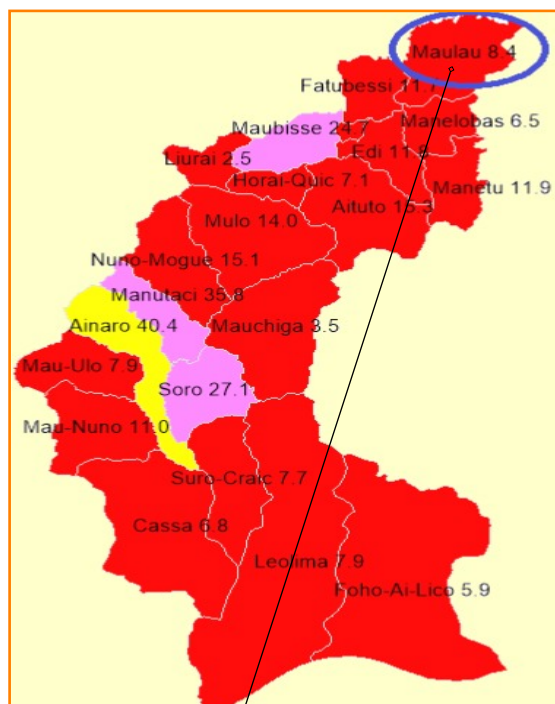 Maulau 8.4
Fatubessi 11.7
Manelobas 6.5
Maubisse 24.7
Edi 11.8
Liurai 2.5
Horai-Quic 7.1
Manetu 11.9
Aituto 15.3
Mulo 14.0
Nuno-Mogue 15.1
Manutaci 35.8
Ainaro 40.4
Mauchiga 3.5
Mau-Ulo 7.9
Soro 27.1
Mau-Nuno 11.0
Suro-Craic 7.7
Cassa 6.8
Leolima 7.9
Foho-Ai-Lico 5.9